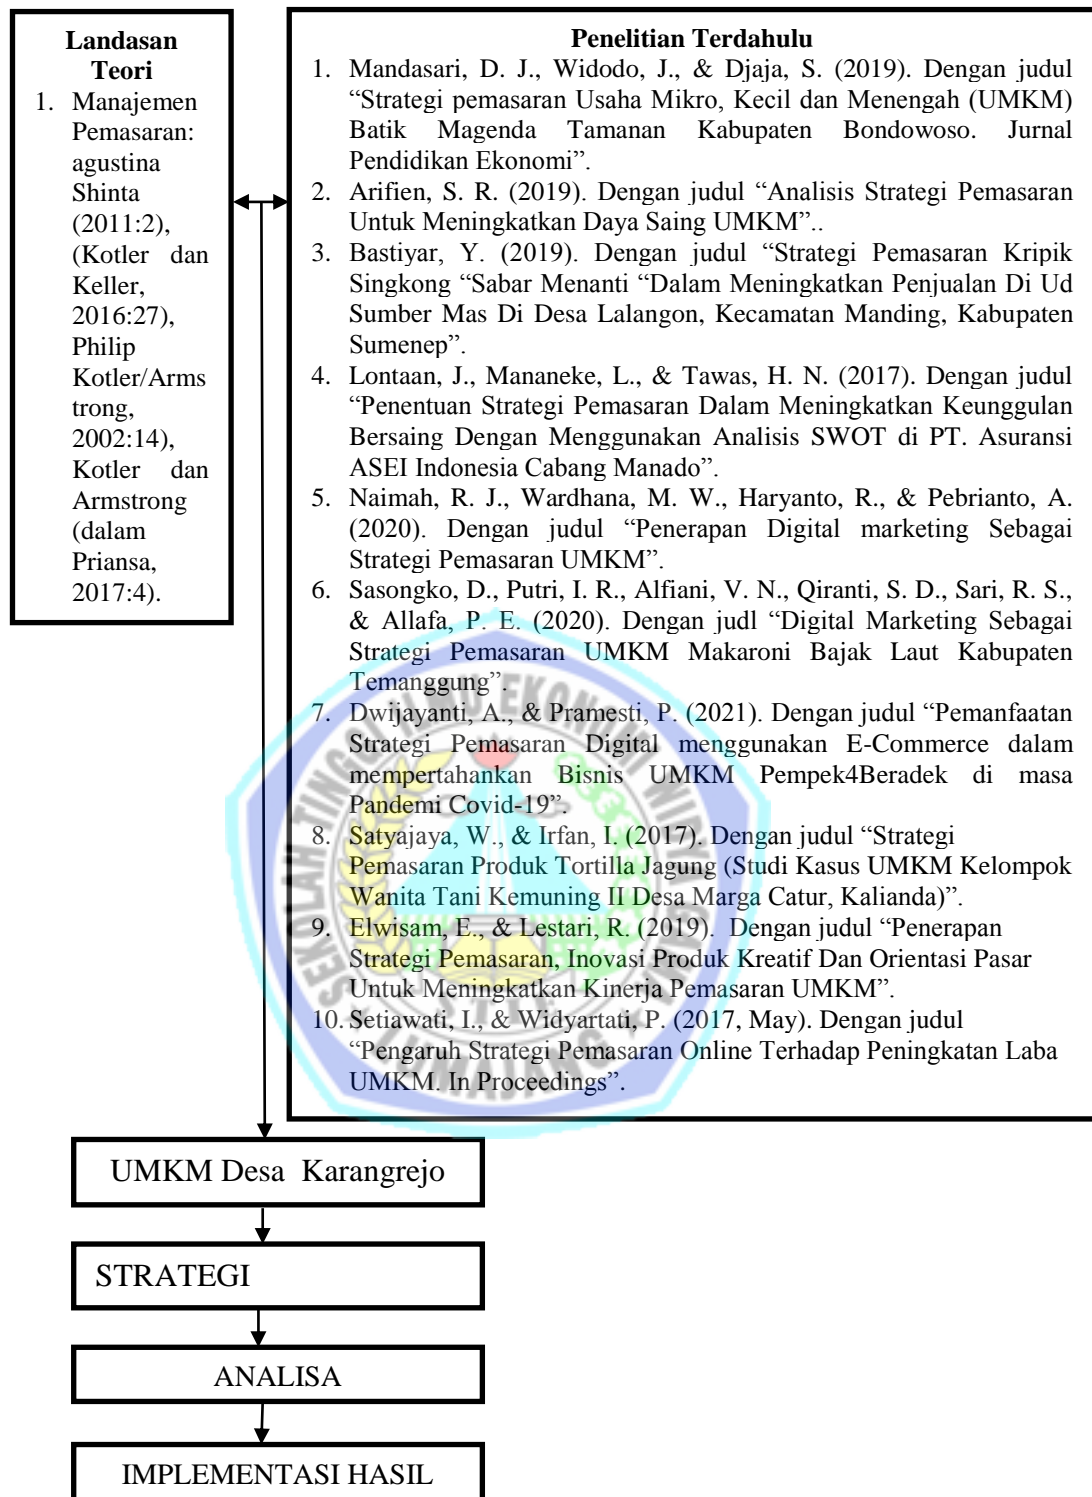 Landasan
Teori
1. Manajemen
Pemasaran:
agustina
Shinta
(2011:2),
(Kotler dan
Keller,
2016:27),
Philip
Kotler/Arms
trong,
2002:14),
Kotler dan
Armstrong
(dalam
Priansa,
2017:4).
Penelitian Terdahulu
1. Mandasari, D. J., Widodo, J., & Djaja, S. (2019). Dengan judul
“Strategi pemasaran Usaha Mikro, Kecil dan Menengah (UMKM)
Batik Magenda Tamanan Kabupaten Bondowoso. Jurnal
Pendidikan Ekonomi”.
2. Arifien, S. R. (2019). Dengan judul “Analisis Strategi Pemasaran
Untuk Meningkatkan Daya Saing UMKM”..
3. Bastiyar, Y. (2019). Dengan judul “Strategi Pemasaran Kripik
Singkong “Sabar Menanti “Dalam Meningkatkan Penjualan Di Ud
Sumber Mas Di Desa Lalangon, Kecamatan Manding, Kabupaten
Sumenep”.
4. Lontaan, J., Mananeke, L., & Tawas, H. N. (2017). Dengan judul
“Penentuan Strategi Pemasaran Dalam Meningkatkan Keunggulan
Bersaing Dengan Menggunakan Analisis SWOT di PT. Asuransi
ASEI Indonesia Cabang Manado”.
5. Naimah, R. J., Wardhana, M. W., Haryanto, R., & Pebrianto, A.
(2020). Dengan judul “Penerapan Digital marketing Sebagai
Strategi Pemasaran UMKM”.
6. Sasongko, D., Putri, I. R., Alfiani, V. N., Qiranti, S. D., Sari, R. S.,
& Allafa, P. E. (2020). Dengan judl “Digital Marketing Sebagai
Strategi Pemasaran UMKM Makaroni Bajak Laut Kabupaten
Temanggung”.
7. Dwijayanti, A., & Pramesti, P. (2021). Dengan judul “Pemanfaatan
Strategi Pemasaran Digital menggunakan E-Commerce dalam
mempertahankan Bisnis UMKM Pempek4Beradek di masa
Pandemi Covid-19”.
8. Satyajaya, W., & Irfan, I. (2017). Dengan judul “Strategi
Pemasaran Produk Tortilla Jagung (Studi Kasus UMKM Kelompok
Wanita Tani Kemuning II Desa Marga Catur, Kalianda)”.
9. Elwisam, E., & Lestari, R. (2019). Dengan judul “Penerapan
Strategi Pemasaran, Inovasi Produk Kreatif Dan Orientasi Pasar
Untuk Meningkatkan Kinerja Pemasaran UMKM”.
10. Setiawati, I., & Widyartati, P. (2017, May). Dengan judul
“Pengaruh Strategi Pemasaran Online Terhadap Peningkatan Laba
UMKM. In Proceedings”.
SEKOLAH TINGGI ILMU EKONOMI WIDYA GAMA
LUMAJANG
UMKM Desa Karangrejo
STRATEGI
ANALISA
IMPLEMENTASI HASIL